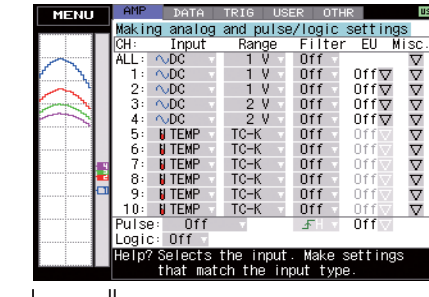 MENU AMP DATA TRIG USER OTHR US
Making analog and pulse/logic settings
CH: Input Range Filter EU Misc.
ALL: DC 1 V Off
1: DC 1 V Off Off
2: DC 1 V Off Off
3: DC 2 V Off Off
4: DC 2 V Off Off
5: TEMP TC-K Off Off
6: TEMP TC-K Off Off
7: TEMP TC-K Off Off
8: TEMP TC-K Off Off
9: TEMP TC-K Off Off
10: TEMP TC-K Off Off
Pulse: Off Off
Logic: Off
Help? Selects the input. Make settings
that match the input type.